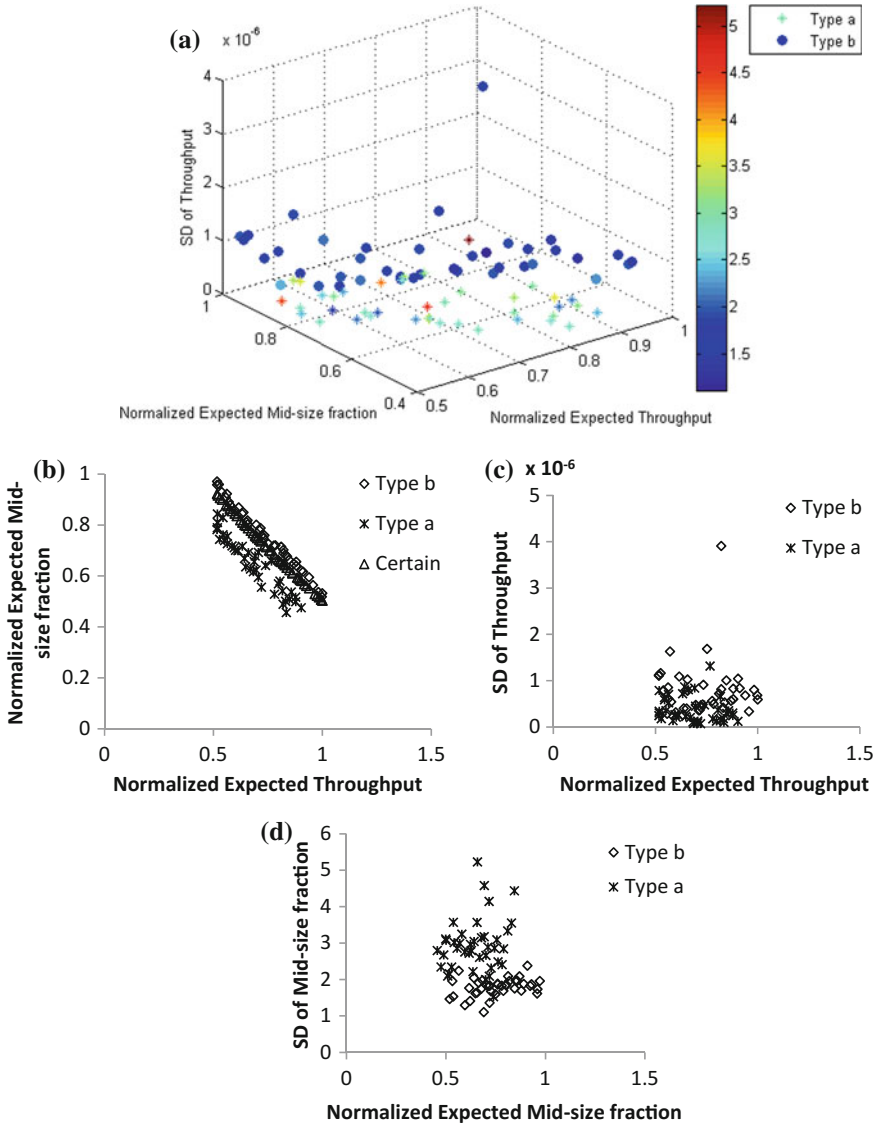 (a)
x 10⁻⁶
4
3
2
1
0
SD of Throughput
1
0.8
0.6
0.4
Normalized Expected Mid-size fraction
0.5
0.6
0.7
0.8
0.9
1
Normalized Expected Throughput
5
4.5
4
3.5
3
2.5
2
1.5
Type a
Type b
(b)
1
0.8
0.6
0.4
0.2
0
Normalized Expected Mid-
size fraction
0
0.5
1
1.5
Normalized Expected Throughput
Type b
Type a
Certain
(c)
x 10⁻⁶
5
4
3
2
1
0
SD of Throughput
0
0.5
1
1.5
Normalized Expected Throughput
Type b
Type a
(d)
6
5
4
3
2
1
0
SD of Mid-size fraction
0
0.5
1
1.5
Normalized Expected Mid-size fraction
Type b
Type a